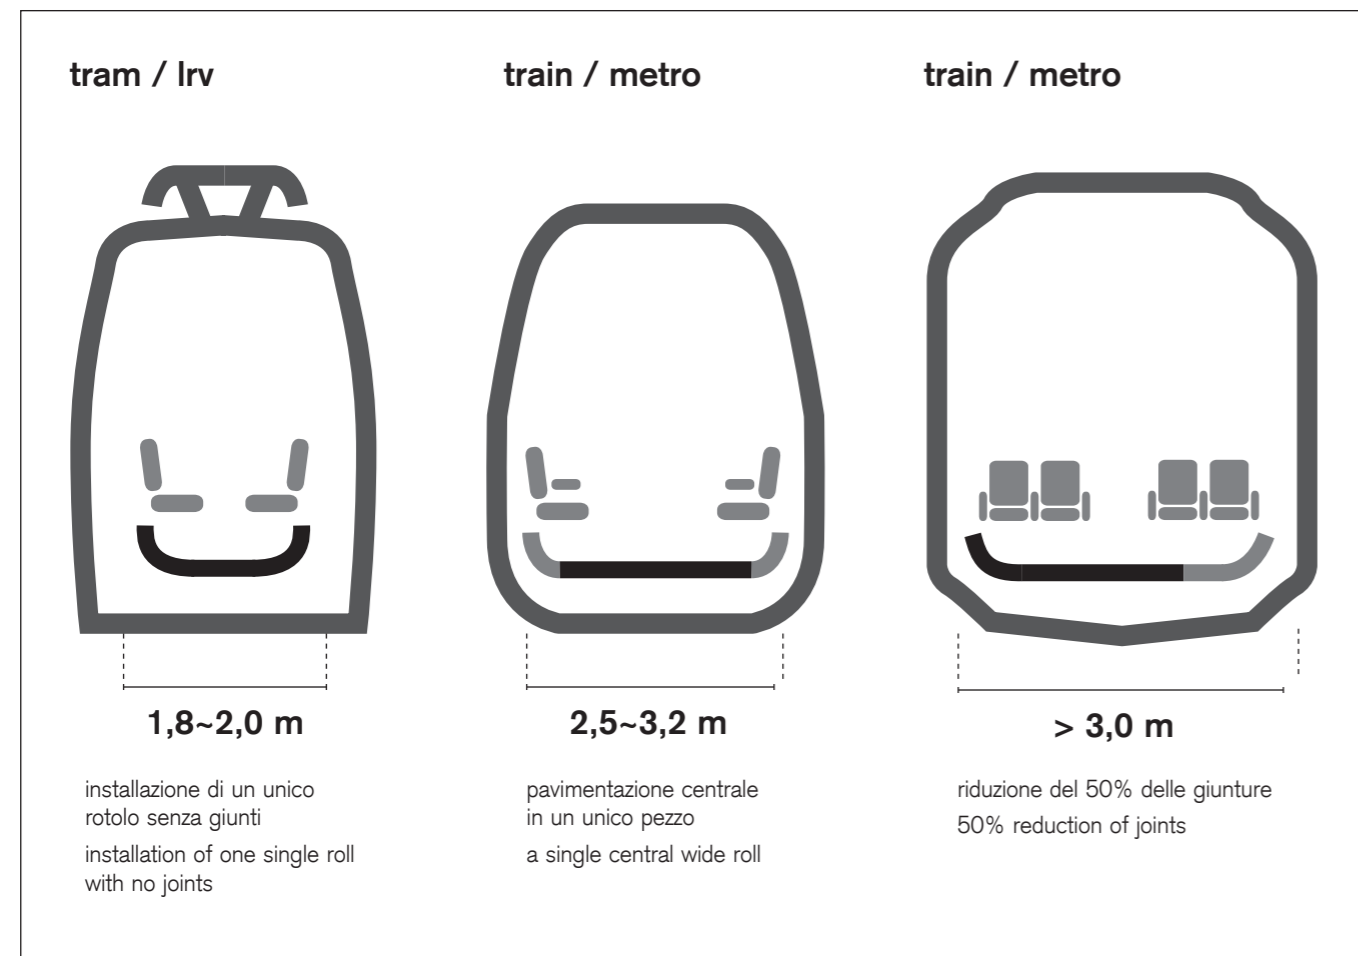 tram / lrv
train / metro
train / metro
1,8~2,0 m
2,5~3,2 m
> 3,0 m
installazione di un unico
rotolo senza giunti
installation of one single roll
with no joints
pavimentazione centrale
in un unico pezzo
a single central wide roll
riduzione del 50% delle giunture
50% reduction of joints